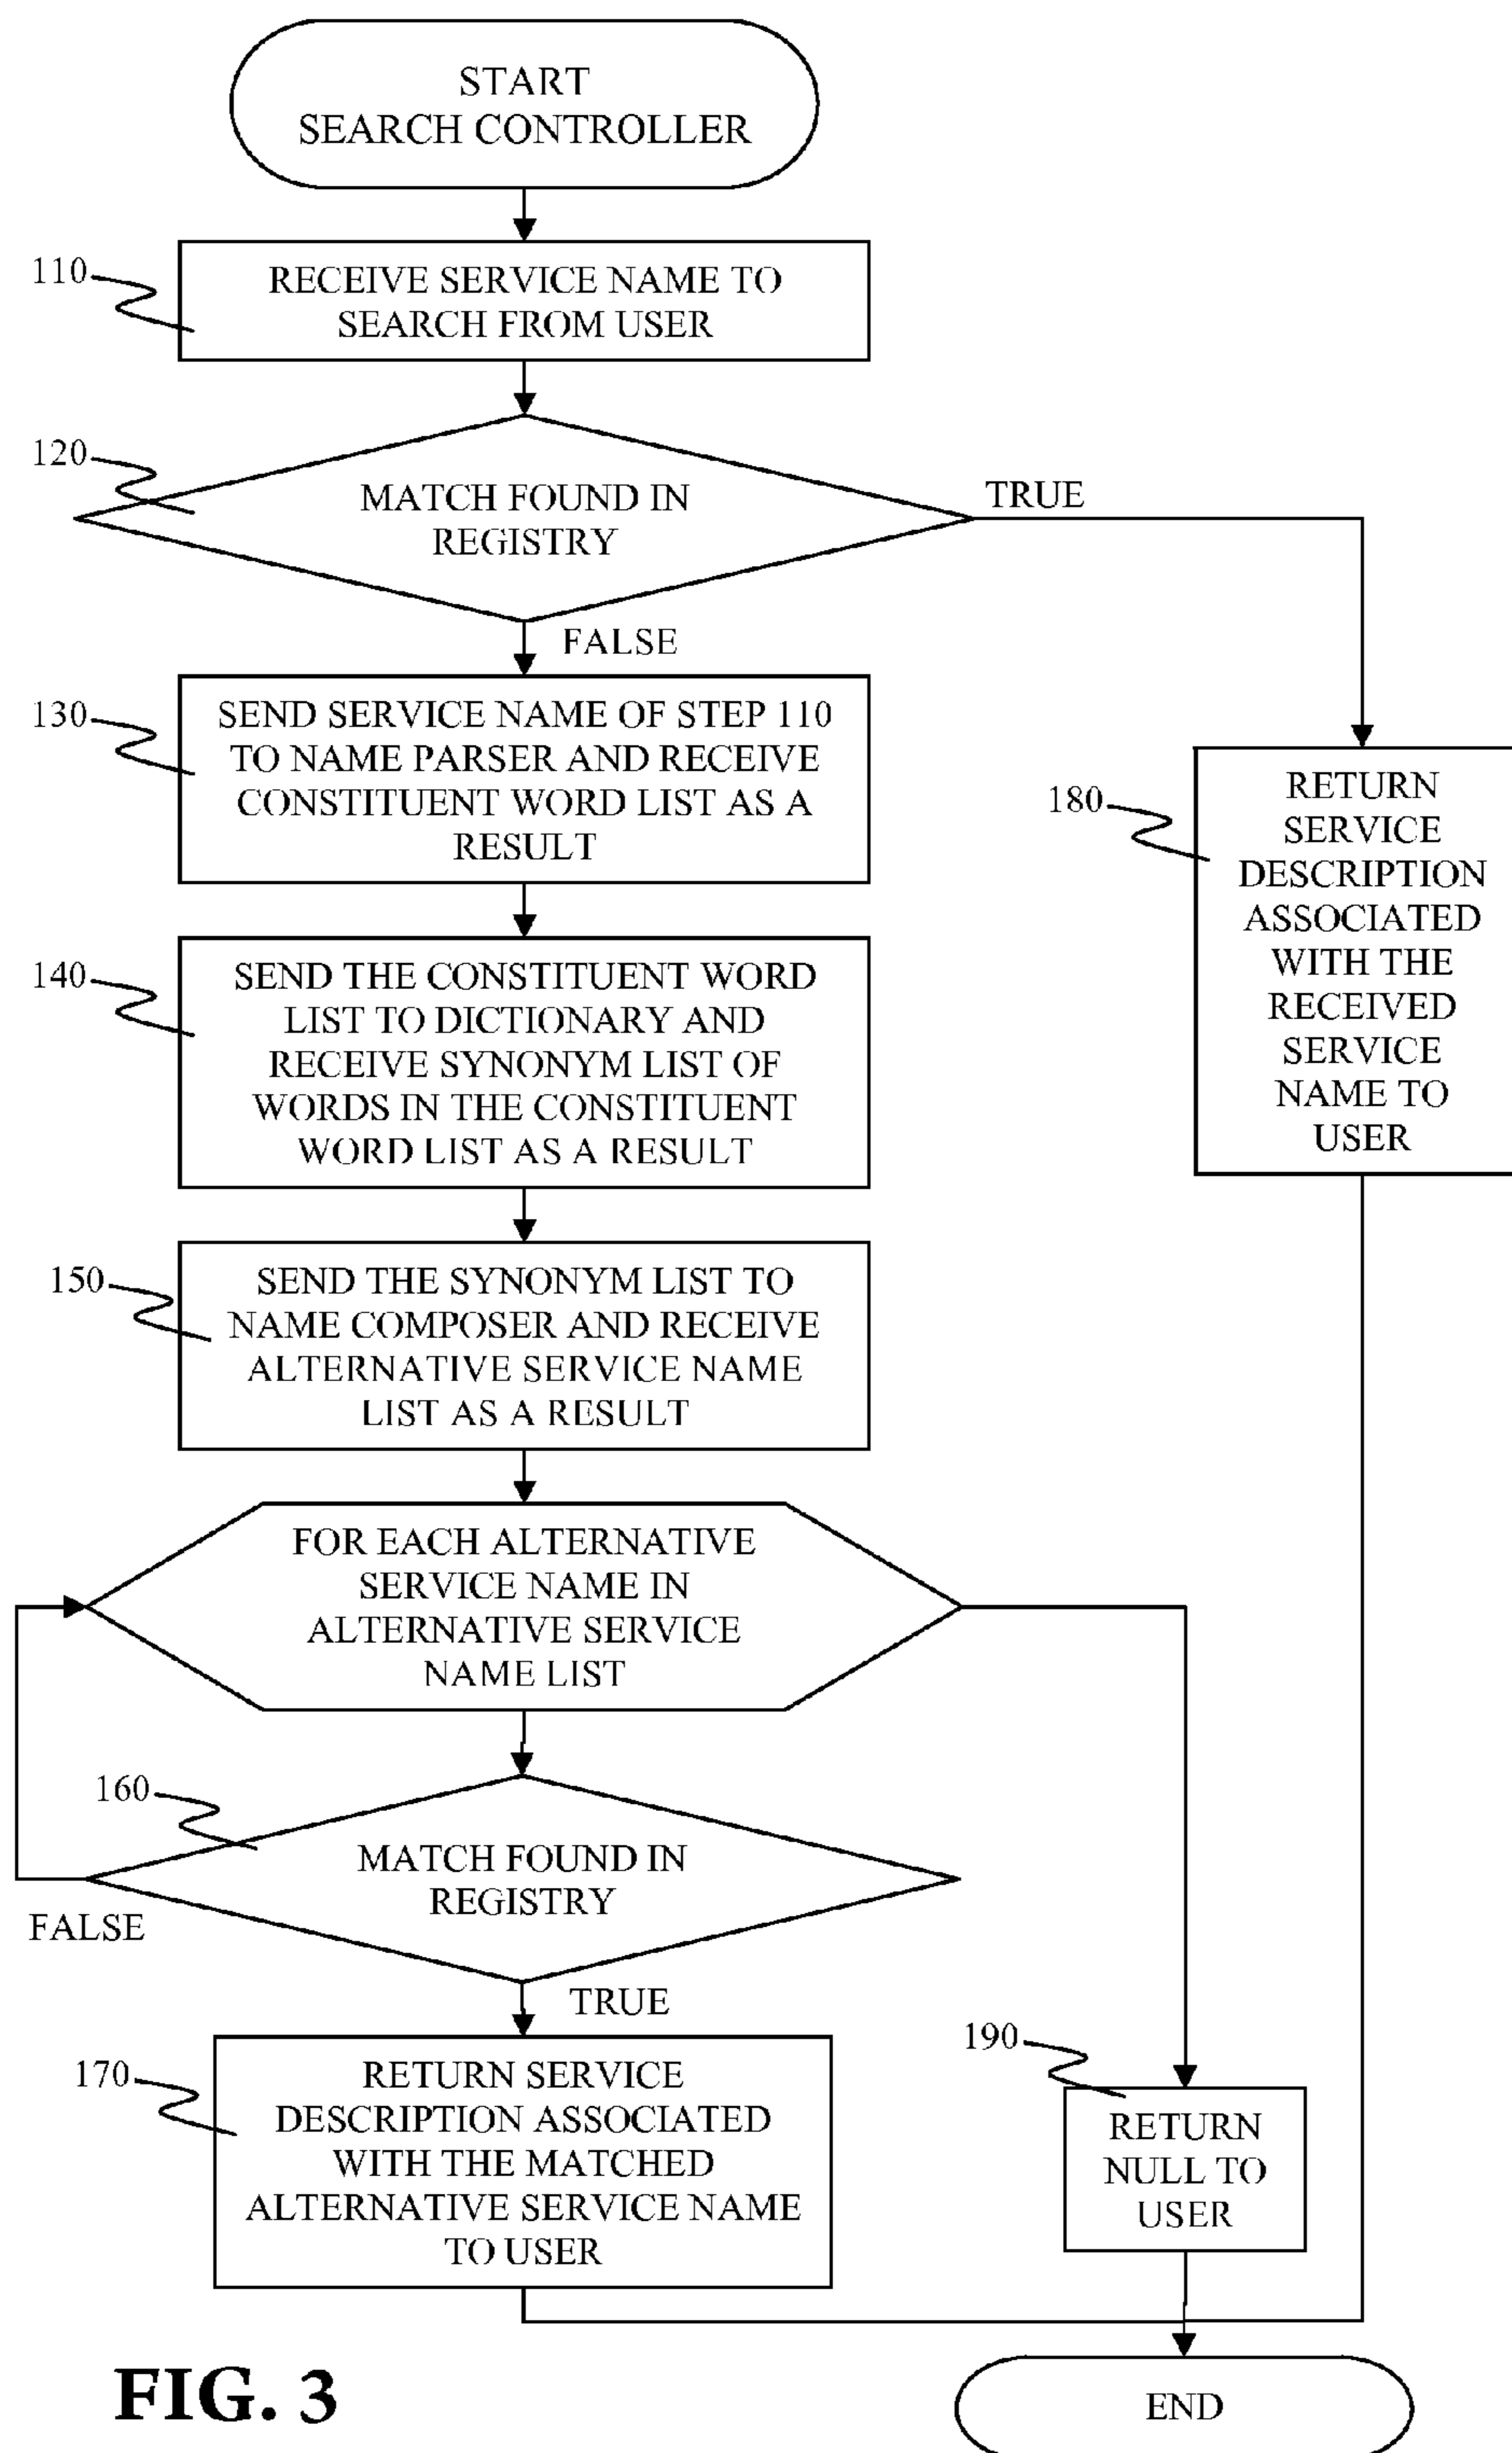 START
SEARCH CONTROLLER
110
RECEIVE SERVICE NAME TO
SEARCH FROM USER
120
MATCH FOUND IN
REGISTRY
TRUE
FALSE
130
SEND SERVICE NAME OF STEP 110
TO NAME PARSER AND RECEIVE
CONSTITUENT WORD LIST AS A
RESULT
180
RETURN
SERVICE
DESCRIPTION
ASSOCIATED
WITH THE
RECEIVED
SERVICE
NAME TO
USER
140
SEND THE CONSTITUENT WORD
LIST TO DICTIONARY AND
RECEIVE SYNONYM LIST OF
WORDS IN THE CONSTITUENT
WORD LIST AS A RESULT
150
SEND THE SYNONYM LIST TO
NAME COMPOSER AND RECEIVE
ALTERNATIVE SERVICE NAME
LIST AS A RESULT
FOR EACH ALTERNATIVE
SERVICE NAME IN
ALTERNATIVE SERVICE
NAME LIST
160
MATCH FOUND IN
REGISTRY
FALSE
TRUE
170
RETURN SERVICE
DESCRIPTION ASSOCIATED
WITH THE MATCHED
ALTERNATIVE SERVICE NAME
TO USER
190
RETURN
NULL TO
USER
END
FIG. 3